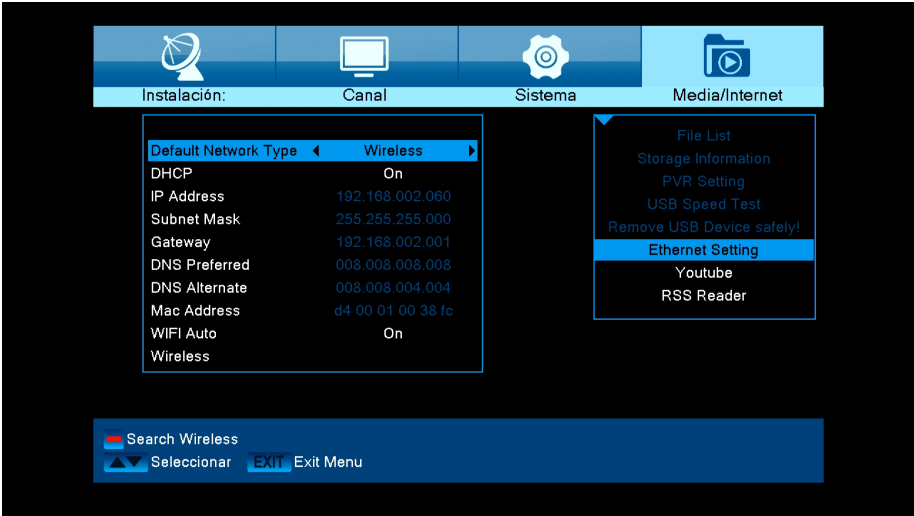 Instalación: Canal Sistema Media/Internet
Default Network Type Wireless
DHCP On
IP Address 192.168.002.060
Subnet Mask 255.255.255.000
Gateway 192.168.002.001
DNS Preferred 008.008.008.008
DNS Alternate 008.008.004.004
Mac Address d4 00 01 00 38 fc
WIFI Auto On
Wireless
File List
Storage Information
PVR Setting
USB Speed Test
Remove USB Device safely!
Ethernet Setting
Youtube
RSS Reader
Search Wireless
Seleccionar EXIT Exit Menu